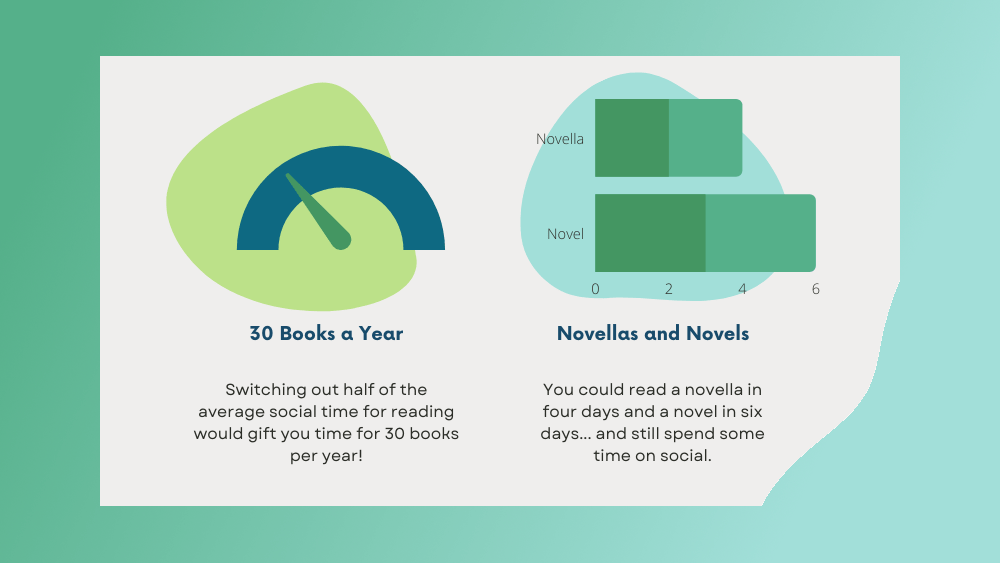 Novella
Novel
0 2 4 6
30 Books a Year
Switching out half of the
average social time for reading
would gift you time for 30 books
per year!
Novellas and Novels
You could read a novella in
four days and a novel in six
days... and still spend some
time on social.